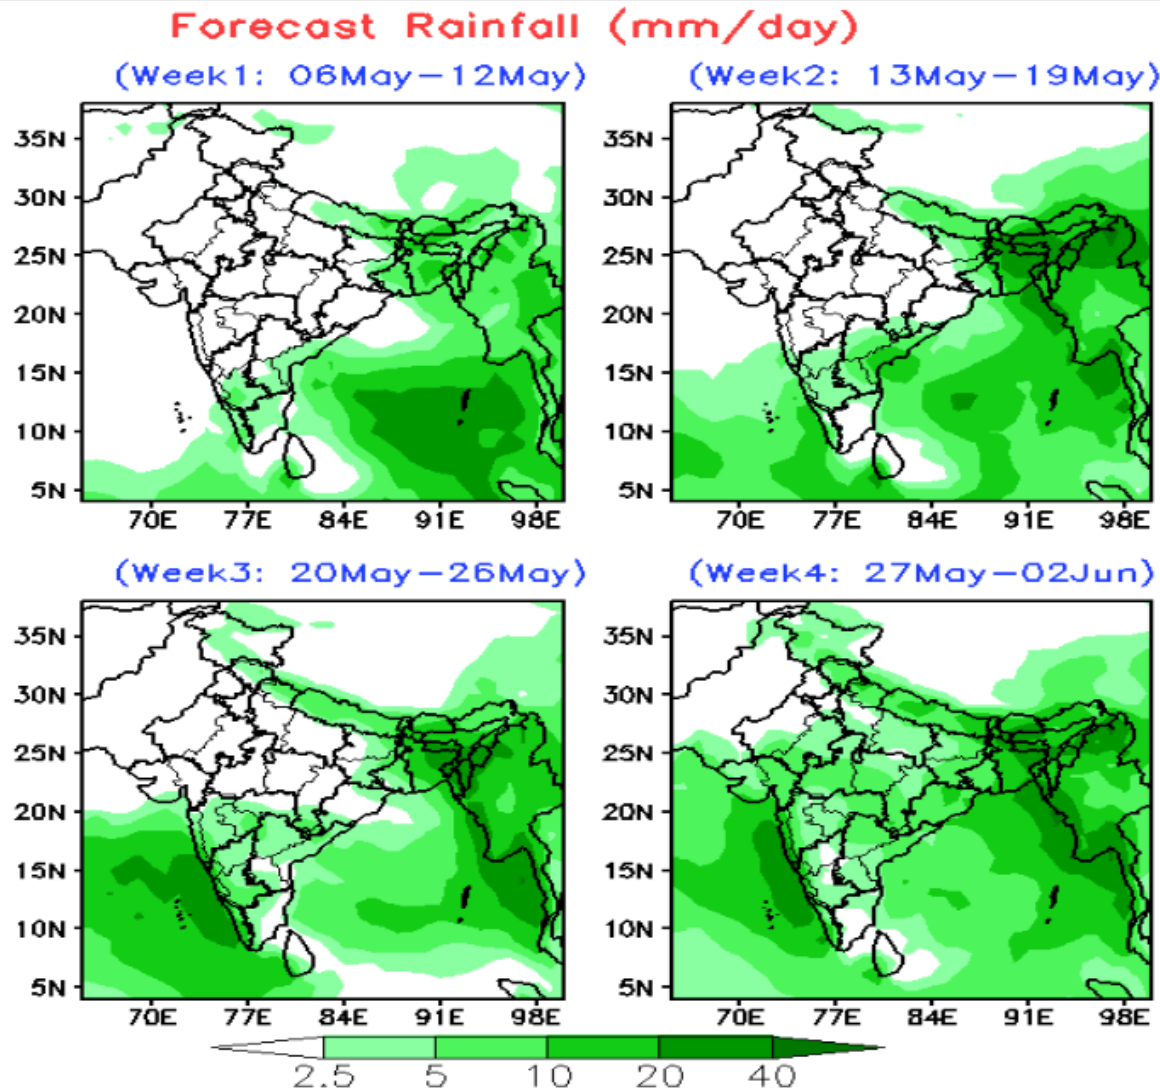 Forecast Rainfall (mm/day)
(Week1: 06May-12May)
(Week2: 13May-19May)
35N
30N
25N
20N
15N
10N
5N
70E 77E 84E 91E 98E
35N
30N
25N
20N
15N
10N
5N
70E 77E 84E 91E 98E
(Week3: 20May-26May)
(Week4: 27May-02Jun)
35N
30N
25N
20N
15N
10N
5N
70E 77E 84E 91E 98E
35N
30N
25N
20N
15N
10N
5N
70E 77E 84E 91E 98E
2.5 5 10 20 40